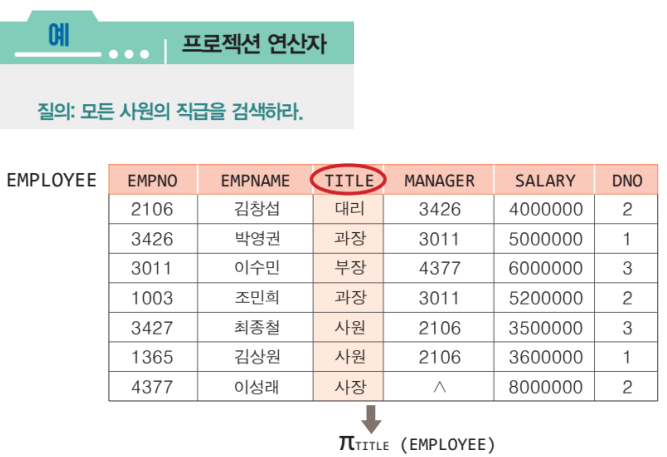 예
프로젝션 연산자
질의: 모든 사원의 직급을 검색하라.
EMPLOYEE EMPNO EMPNAME TITLE MANAGER SALARY DNO
2106 김창섭 대리 3426 4000000 2
3426 박영권 과장 3011 5000000 1
3011 이수민 부장 4377 6000000 3
1003 조민희 과장 3011 5200000 2
3427 최종철 사원 2106 3500000 3
1365 김상원 사원 2106 3600000 1
4377 이성래 사장 ∧ 8000000 2
πTITLE (EMPLOYEE)